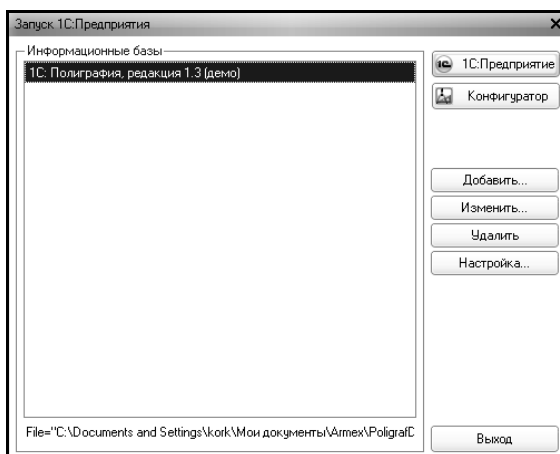 Запуск 1С:Предприятия
Информационные базы
1С: Полиграфия, редакция 1.3 (демо)
1С:Предприятие
Конфигуратор
Добавить...
Изменить...
Удалить
Настройка...
File="C:\Documents and Settings\kork\Мои документы\Armex\Poligraf
Выход